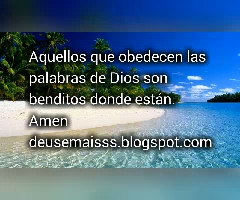 Aquellos que obedecen las
palabras de Dios son
benditos donde están.
Amen
deusemaisss.blogspot.com